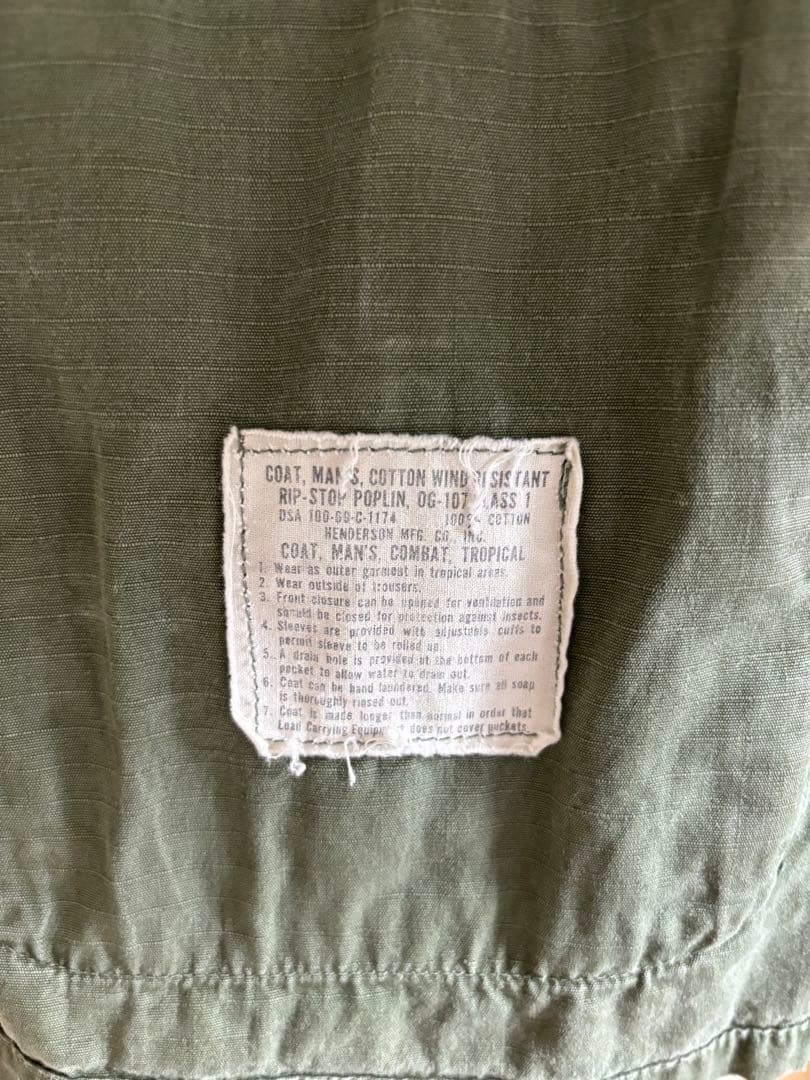 COAT, MAN'S, COTTON WIND RESISTANT
RIP-STOP POPLIN, OG-107 CLASS 1
DSA 100-69-C-1174 100% COTTON
HENDERSON MFG. CO., INC.
COAT, MAN'S, COMBAT, TROPICAL
1. Wear as outer garment in tropical areas.
2. Wear outside of trousers.
3. Front closure can be opened for ventilation and
should be closed for protection against insects.
4. Sleeves are provided with adjustable cuffs to
permit sleeve to be rolled up.
5. A drain hole is provided at the bottom of each
pocket to allow water to drain out.
6. Coat can be hand laundered. Make sure all soap
is thoroughly rinsed out.
7. Coat is made longer than normal in order that
Load Carrying Equipment does not cover pockets.